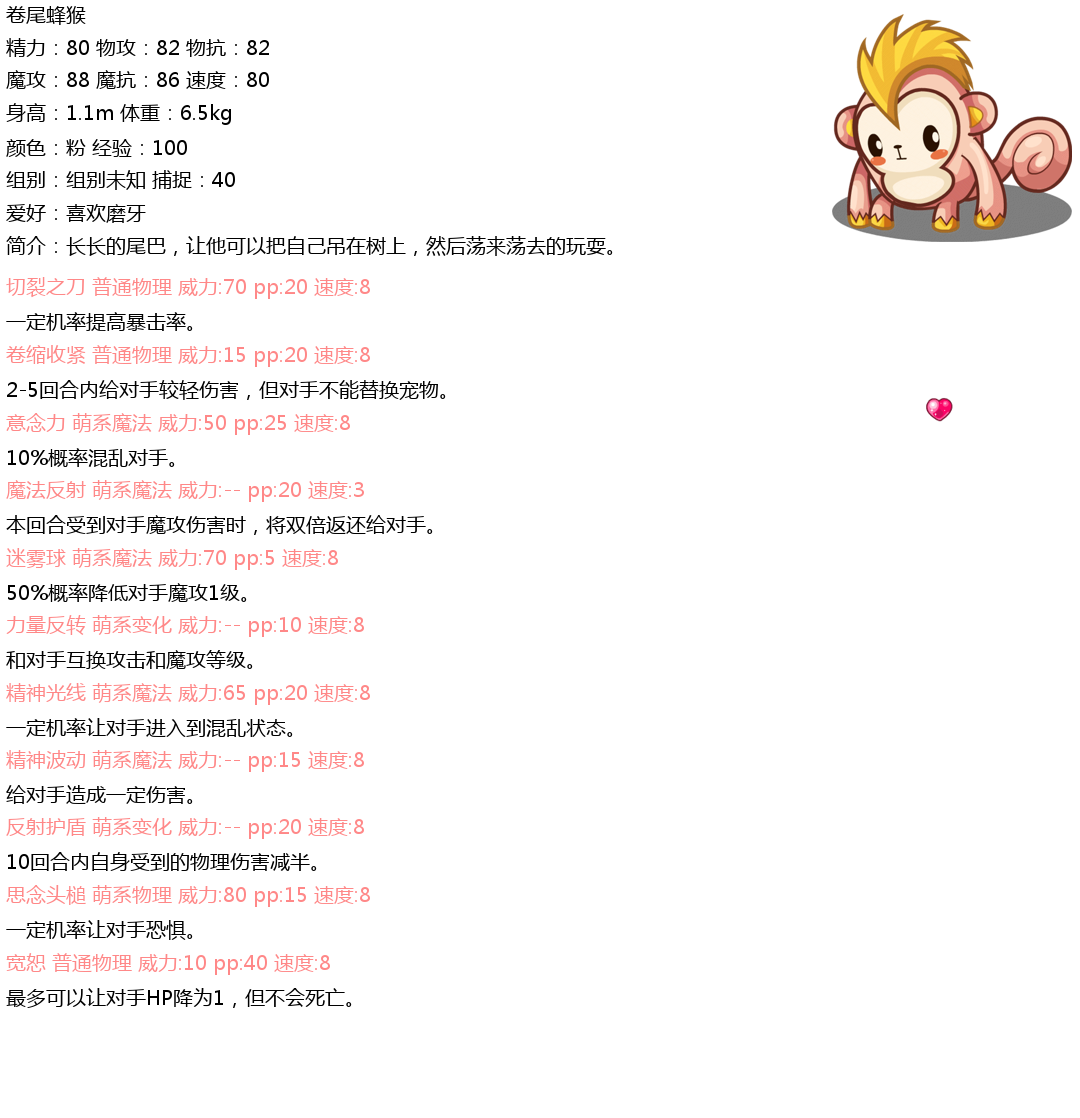 卷尾蜂猴
精力：80 物攻：82 物抗：82
魔攻：88 魔抗：86 速度：80
身高：1.1m 体重：6.5kg
颜色：粉 经验：100
组别：组别未知 捕捉：40
爱好：喜欢磨牙
简介：长长的尾巴，让他可以把自己吊在树上，然后荡来荡去的玩耍。
切裂之刀 普通物理 威力:70 pp:20 速度:8
一定机率提高暴击率。
卷缩收紧 普通物理 威力:15 pp:20 速度:8
2-5回合内给对手较轻伤害，但对手不能替换宠物。
意念力 萌系魔法 威力:50 pp:25 速度:8
10%概率混乱对手。
魔法反射 萌系魔法 威力:-- pp:20 速度:3
本回合受到对手魔攻伤害时，将双倍返还给对手。
迷雾球 萌系魔法 威力:70 pp:5 速度:8
50%概率降低对手魔攻1级。
力量反转 萌系变化 威力:-- pp:10 速度:8
和对手互换攻击和魔攻等级。
精神光线 萌系魔法 威力:65 pp:20 速度:8
一定机率让对手进入到混乱状态。
精神波动 萌系魔法 威力:-- pp:15 速度:8
给对手造成一定伤害。
反射护盾 萌系变化 威力:-- pp:20 速度:8
10回合内自身受到的物理伤害减半。
思念头槌 萌系物理 威力:80 pp:15 速度:8
一定机率让对手恐惧。
宽恕 普通物理 威力:10 pp:40 速度:8
最多可以让对手HP降为1，但不会死亡。